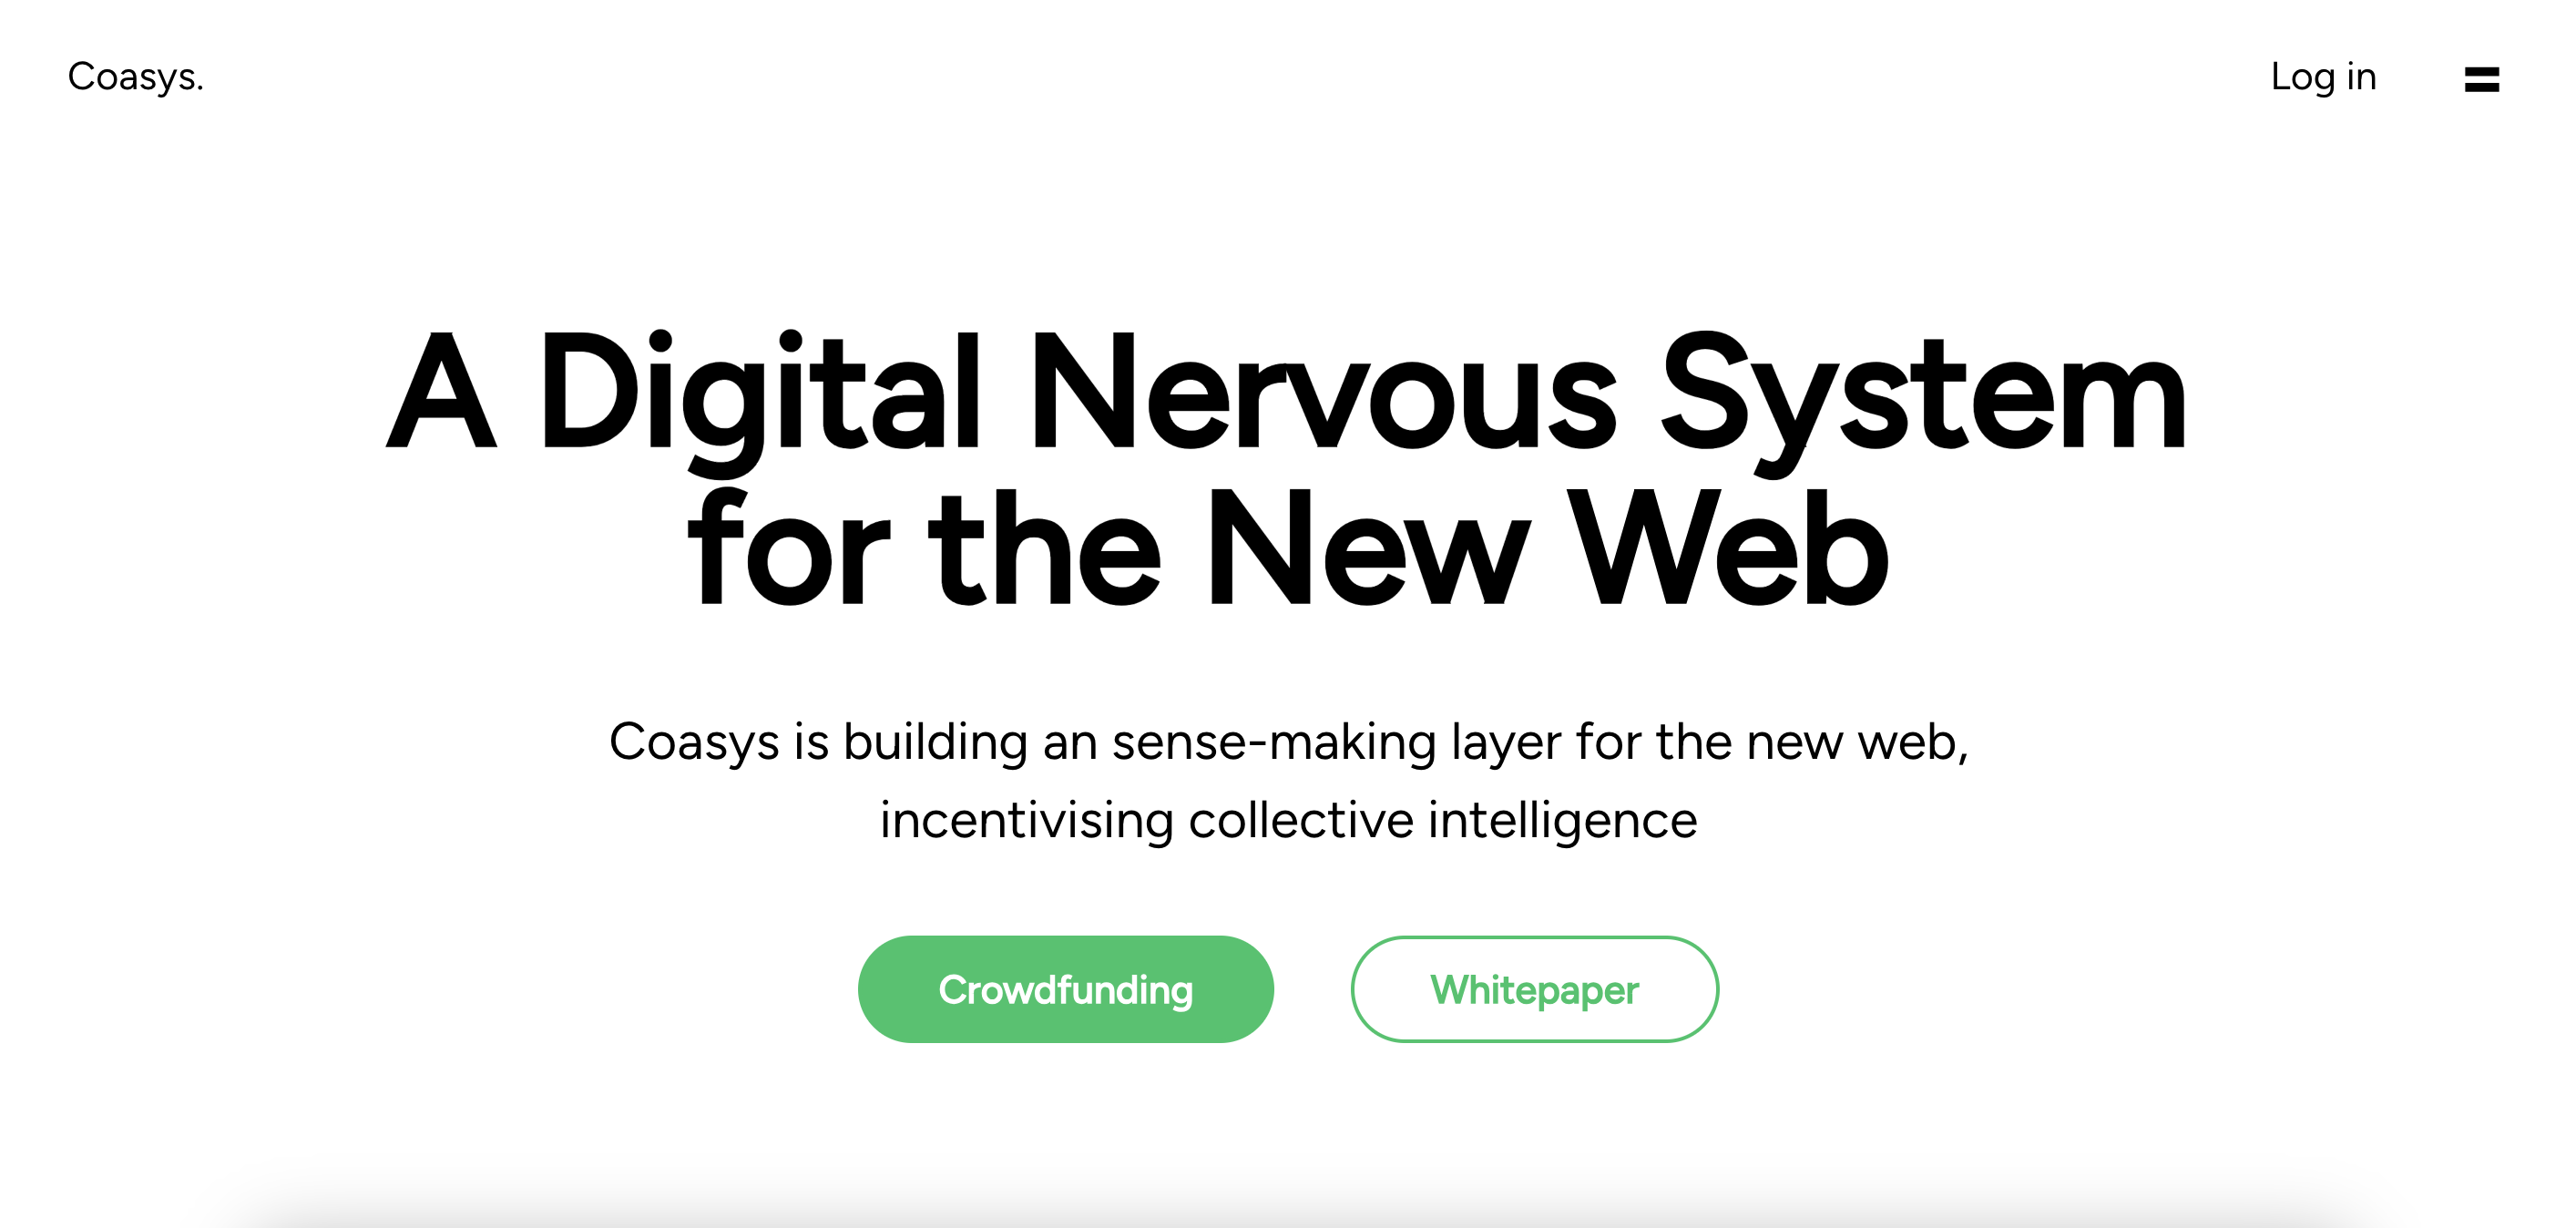 Coasys.
Log in
A Digital Nervous System
for the New Web
Coasys is building an sense-making layer for the new web,
incentivising collective intelligence
Crowdfunding
Whitepaper